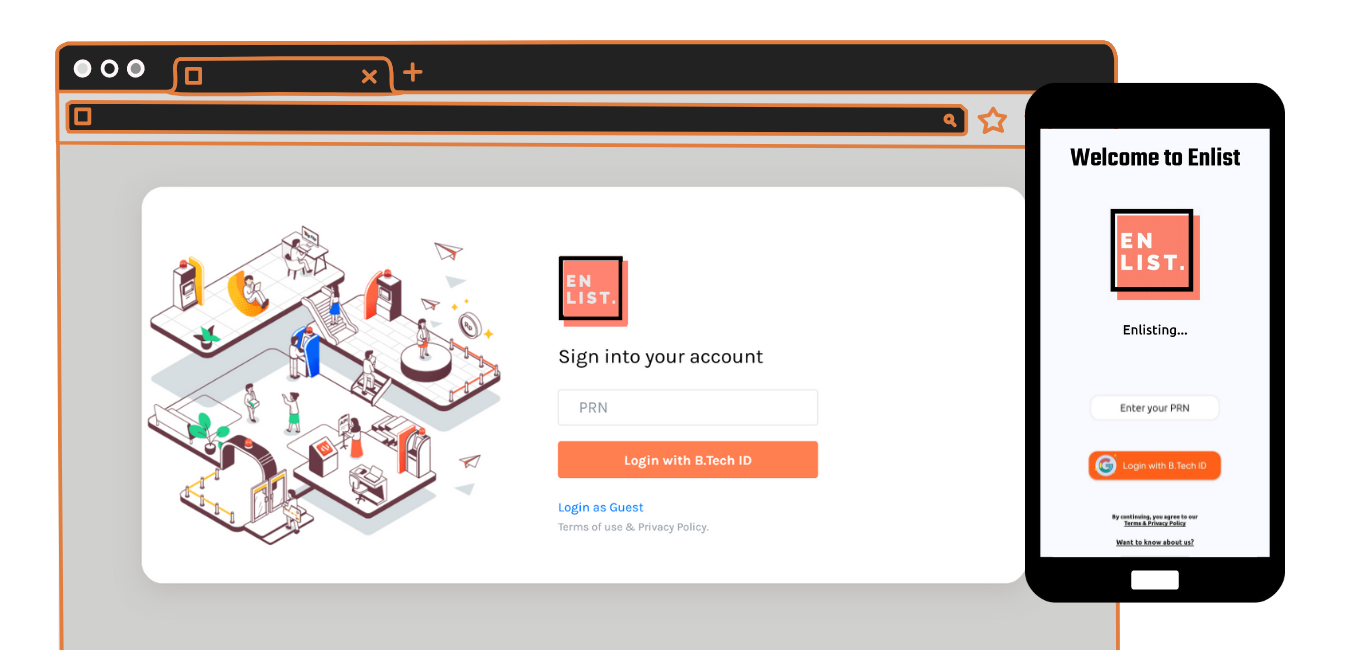 EN
LIST.
Sign into your account
PRN
Login with B.Tech ID
Login as Guest
Terms of use & Privacy Policy.
Welcome to Enlist
EN
LIST.
Enlisting...
Enter your PRN
Login with B.Tech ID
By continuing, you agree to our
Terms & Privacy Policy
Want to know about us?